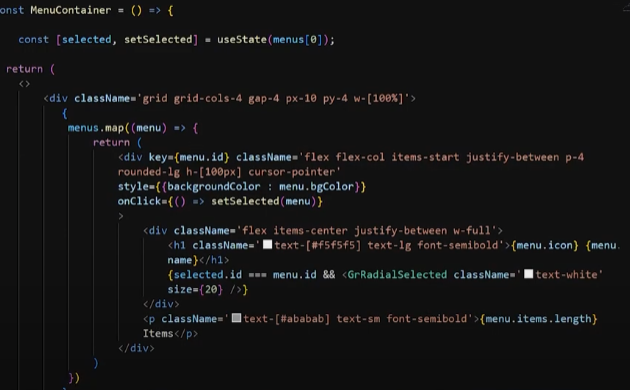 onst MenuContainer = () => {
const [selected, setSelected] = useState(menus[0]);
return (
<>
<div className='grid grid-cols-4 gap-4 px-10 py-4 w-[100%]'>
{
menus.map((menu) => {
return (
<div key={menu.id} className='flex flex-col items-start justify-between p-4
rounded-lg h-[100px] cursor-pointer'
style={{backgroundColor : menu.bgColor}}
onClick={() => setSelected(menu)}
>
<div className='flex items-center justify-between w-full'>
<h1 className='text-[#f5f5f5] text-lg font-semibold'>{menu.icon} {menu.
name}</h1>
{selected.id === menu.id && <GrRadialSelected className='text-white'
size={20} />}
</div>
<p className='text-[#ababab] text-sm font-semibold'>{menu.items.length}
Items</p>
</div>
)
})